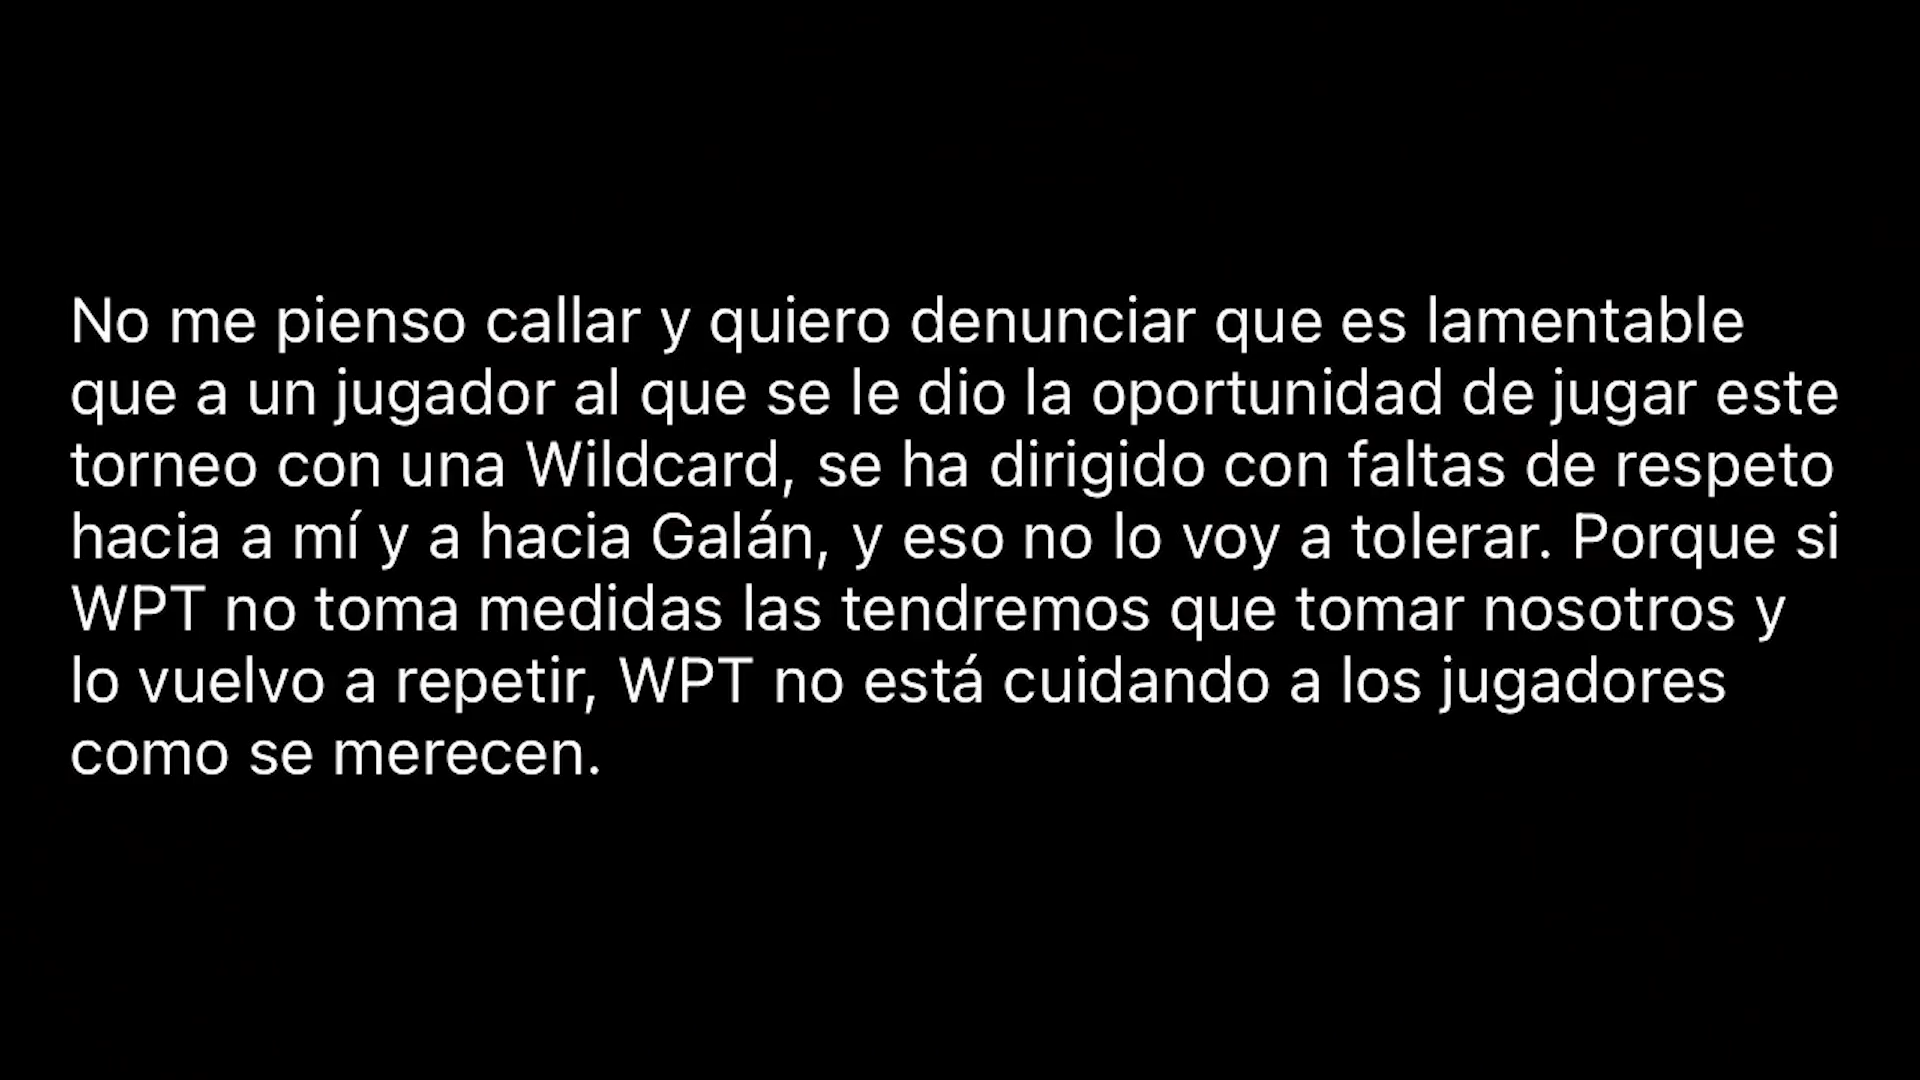 No me pienso callar y quiero denunciar que es lamentable
que a un jugador al que se le dio la oportunidad de jugar este
torneo con una Wildcard, se ha dirigido con faltas de respeto
hacia a mí y a hacia Galán, y eso no lo voy a tolerar. Porque si
WPT no toma medidas las tendremos que tomar nosotros y
lo vuelvo a repetir, WPT no está cuidando a los jugadores
como se merecen.